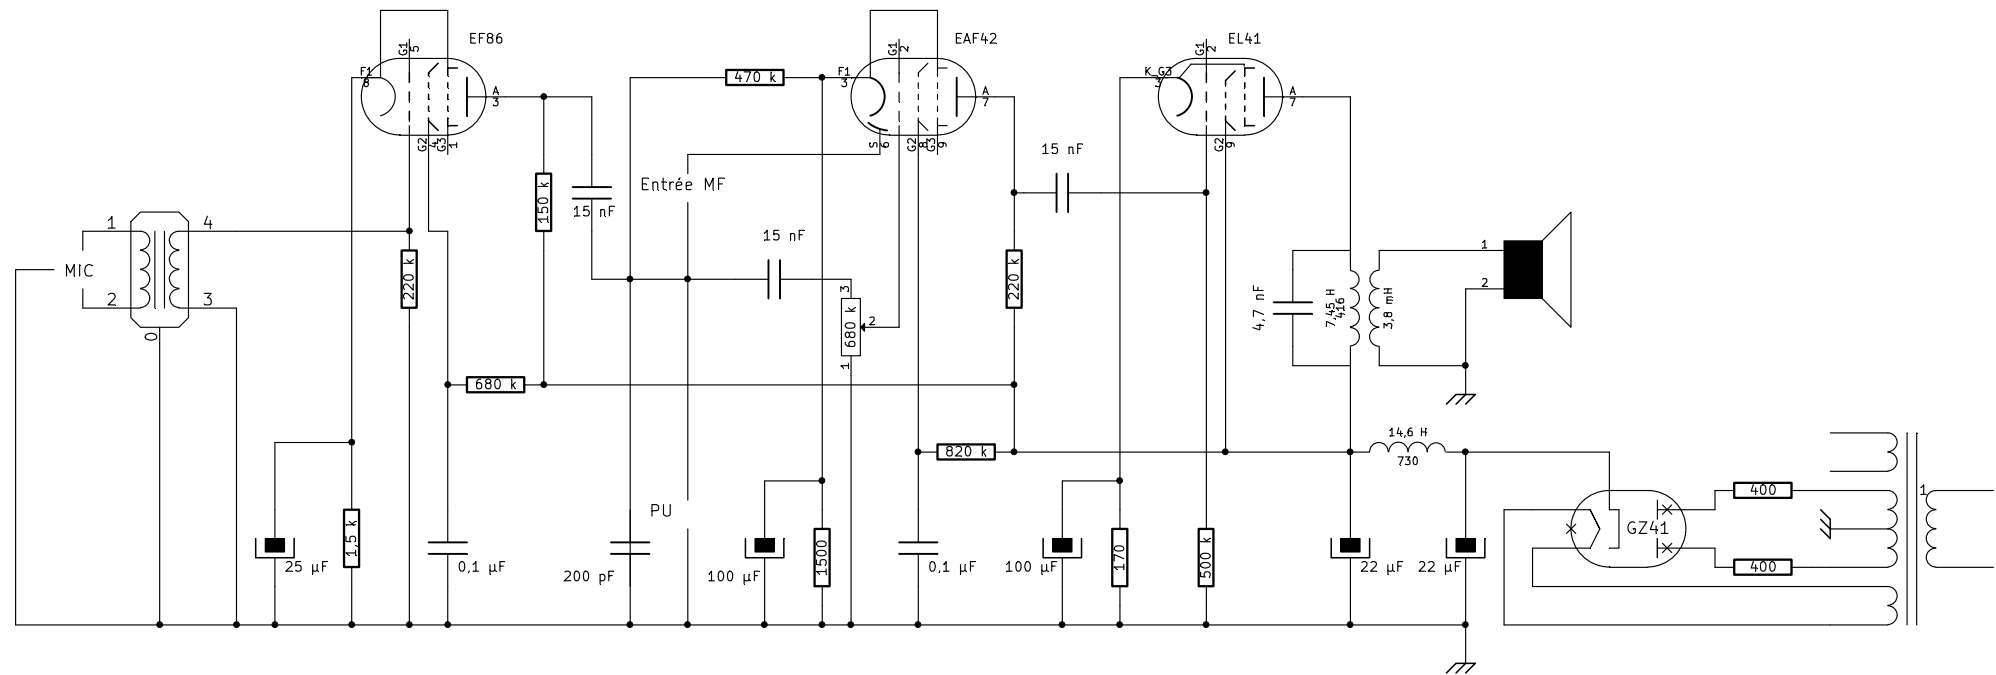 EF86
EAF42
EL41
G1
5
G1
2
G1
2
F1
8
470 k
F1
3
K_G3
3
A
3
A
7
A
7
G2
4
G3
1
S
6
G2
8
G3
9
G2
9
15 nF
Entrée MF
150 k
15 nF
1
4
15 nF
MIC
220 k
220 k
1
2
3
2
0
3
680 k
2
1
4,7 nF
7,45 H
416
3,8 mH
680 k
14,6 H
820 k
730
400
1
PU
GZ41
1,5 k
1500
170
500 k
25 µF
0,1 µF
200 pF
100 µF
0,1 µF
100 µF
22 µF
22 µF
400